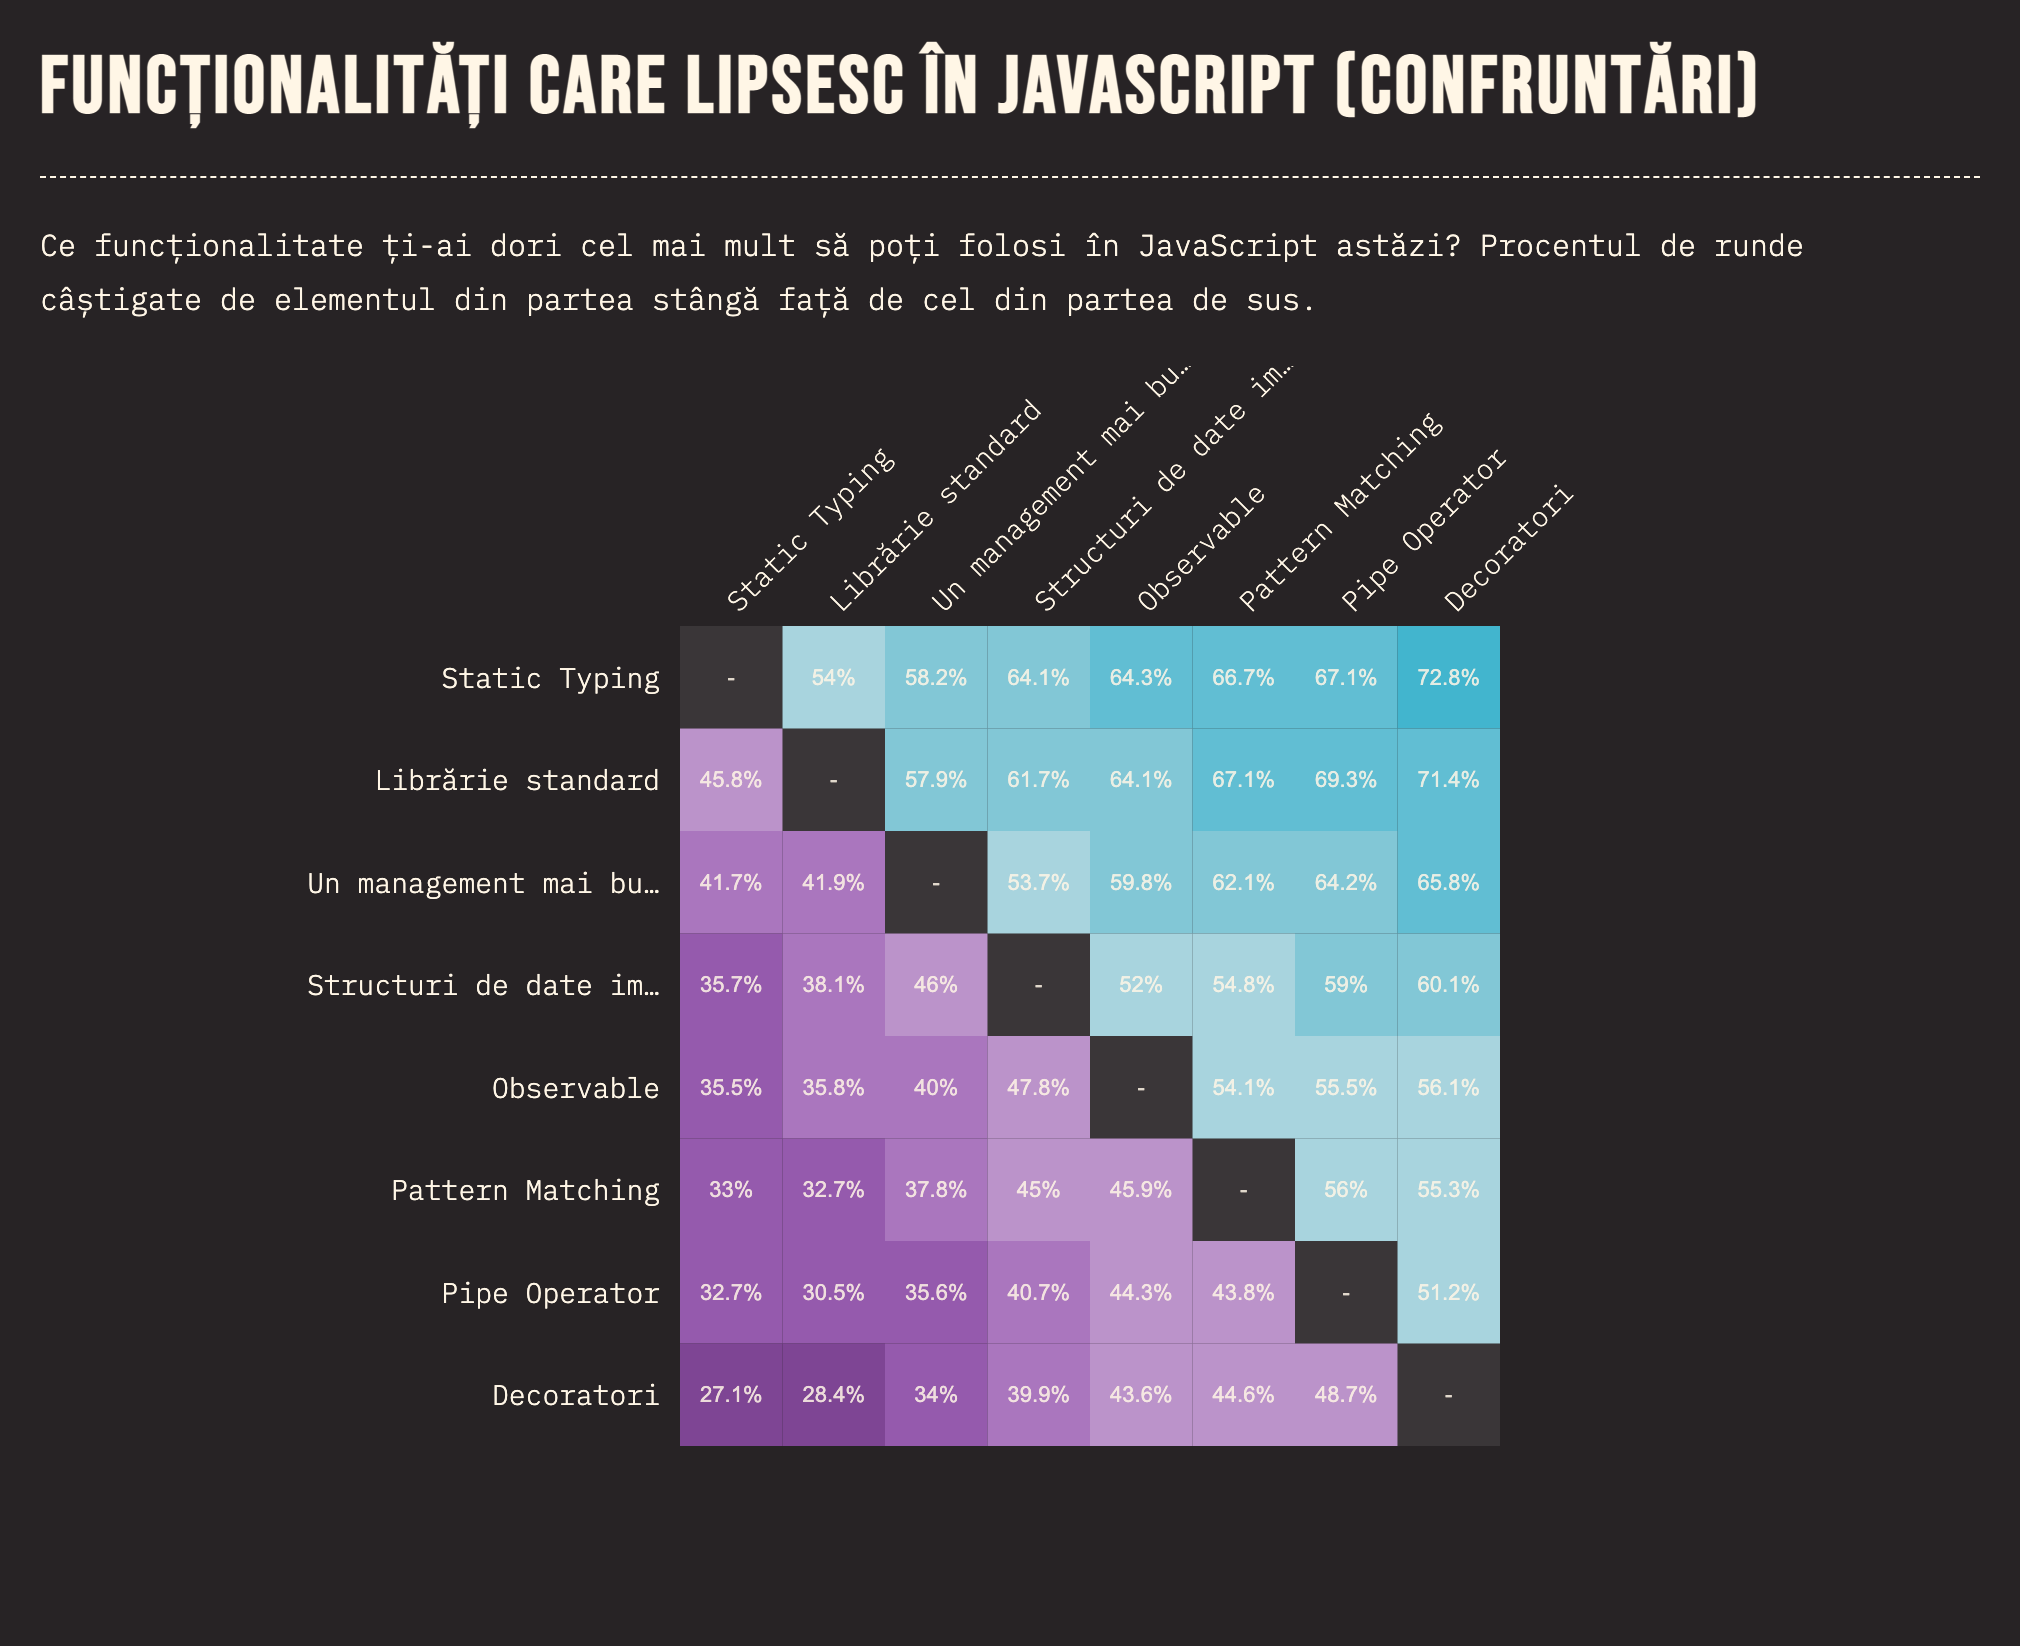 FUNCȚIONALITĂȚI CARE LIPSESC ÎN JAVASCRIPT (CONFRUNTĂRI)
Ce funcționalitate ți-ai dori cel mai mult să poți folosi în JavaScript astăzi? Procentul de runde
câștigate de elementul din partea stângă față de cel din partea de sus.
Static Typing
Librărie standard
Un management mai bu…
Structuri de date im…
Observable
Pattern Matching
Pipe Operator
Decoratori
Static Typing - 54% 58.2% 64.1% 64.3% 66.7% 67.1% 72.8%
Librărie standard 45.8% - 57.9% 61.7% 64.1% 67.1% 69.3% 71.4%
Un management mai bu… 41.7% 41.9% - 53.7% 59.8% 62.1% 64.2% 65.8%
Structuri de date im… 35.7% 38.1% 46% - 52% 54.8% 59% 60.1%
Observable 35.5% 35.8% 40% 47.8% - 54.1% 55.5% 56.1%
Pattern Matching 33% 32.7% 37.8% 45% 45.9% - 56% 55.3%
Pipe Operator 32.7% 30.5% 35.6% 40.7% 44.3% 43.8% - 51.2%
Decoratori 27.1% 28.4% 34% 39.9% 43.6% 44.6% 48.7% -